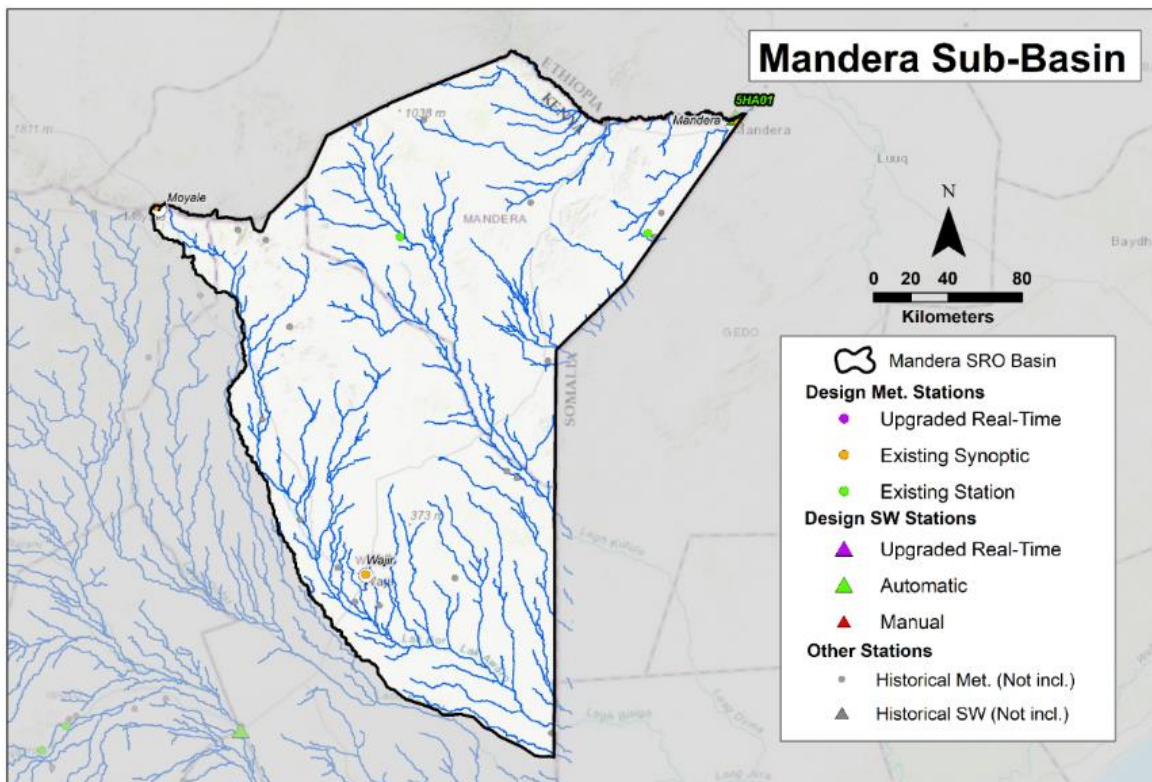 Mandera Sub-Basin
ETHIOPIA
KENYA
5HA01
1038 m
Mandera
Mandera
1811 m
Luuq
Moyale
N
MANDERA
Baydh
0 20 40 80
Kilometers
GEDO
SOMALIA
Mandera SRO Basin
Design Met. Stations
Upgraded Real-Time
Existing Synoptic
Existing Station
Design SW Stations
Upgraded Real-Time
Automatic
Manual
Other Stations
Historical Met. (Not incl.)
Historical SW (Not incl.)
373 m
Wajir
Lak Bor